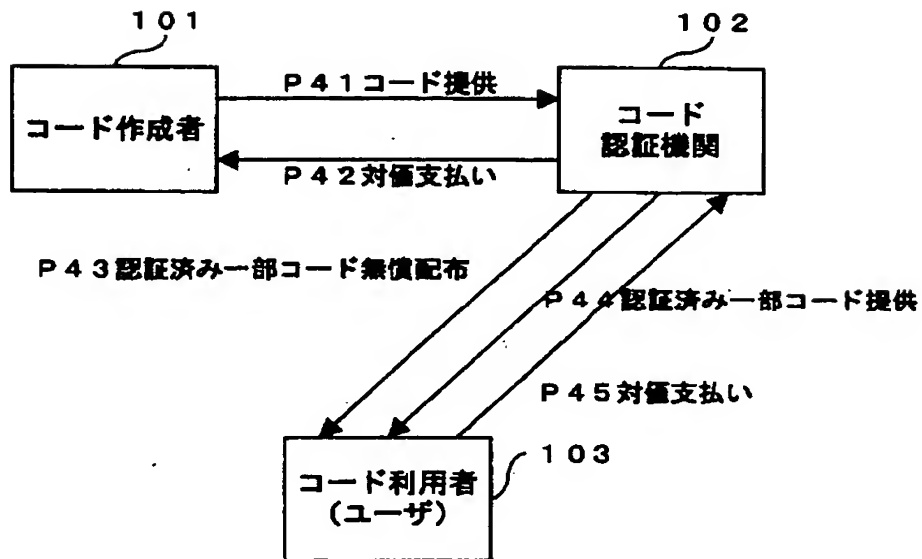 101
102
P41コード提供
コード作成者
コード
認証機関
P42対価支払い
P43認証済み一部コード無償配布
P44認証済み一部コード提供
P45対価支払い
103
コード利用者
(ユーザ)